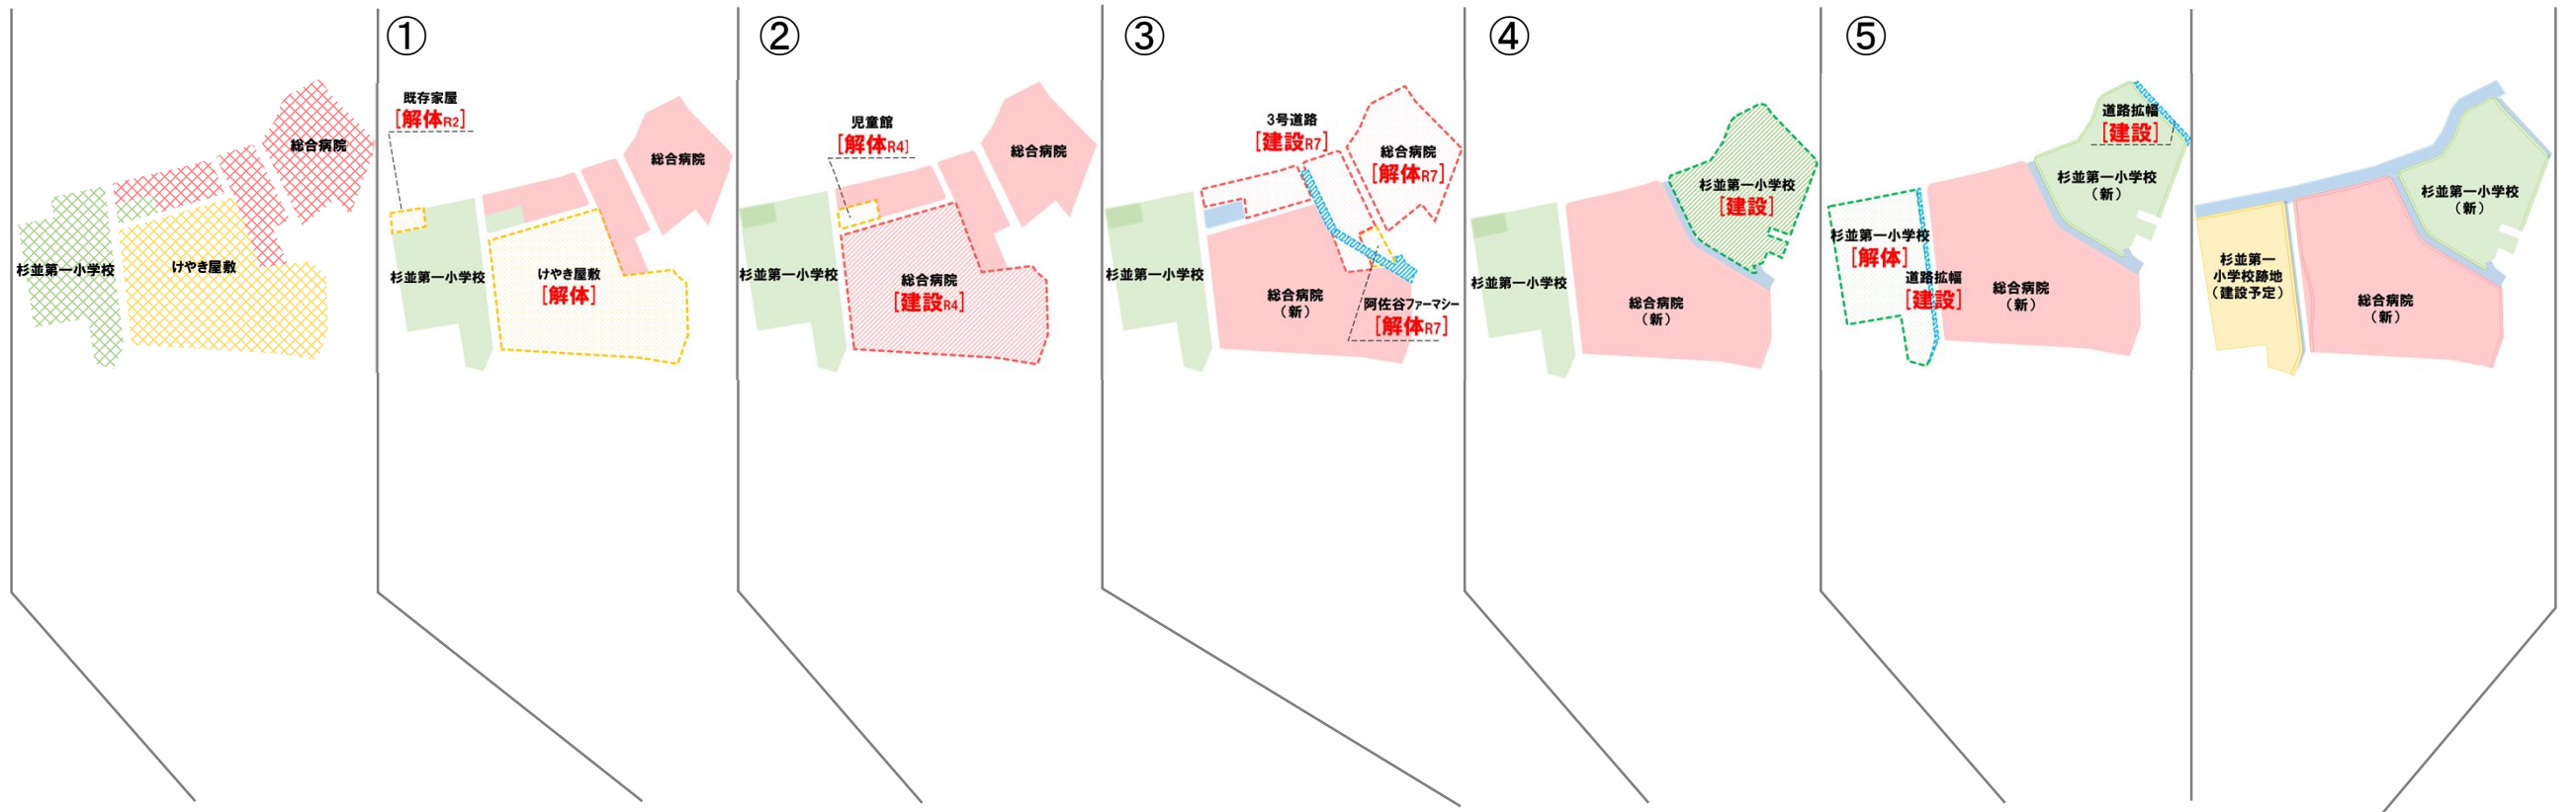 総合病院
杉並第一小学校
けやき屋敷
①
既存家屋
[解体R2]
総合病院
杉並第一小学校
けやき屋敷
[解体]
②
児童館
[解体R4]
総合病院
杉並第一小学校
総合病院
[建設R4]
③
3号道路
[建設R7]
総合病院
[解体R7]
杉並第一小学校
総合病院
(新)
阿佐谷ファーマシー
[解体R7]
④
杉並第一小学校
[建設]
杉並第一小学校
総合病院
(新)
⑤
道路拡幅
[建設]
杉並第一小学校
(新)
杉並第一小学校
[解体]
道路拡幅
[建設]
総合病院
(新)
杉並第一小学校
(新)
杉並第一
小学校跡地
(建設予定)
総合病院
(新)